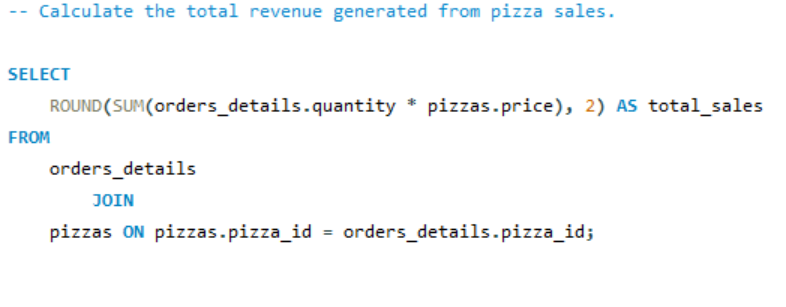 -- Calculate the total revenue generated from pizza sales.
SELECT
ROUND(SUM(orders_details.quantity * pizzas.price), 2) AS total_sales
FROM
orders_details
JOIN
pizzas ON pizzas.pizza_id = orders_details.pizza_id;